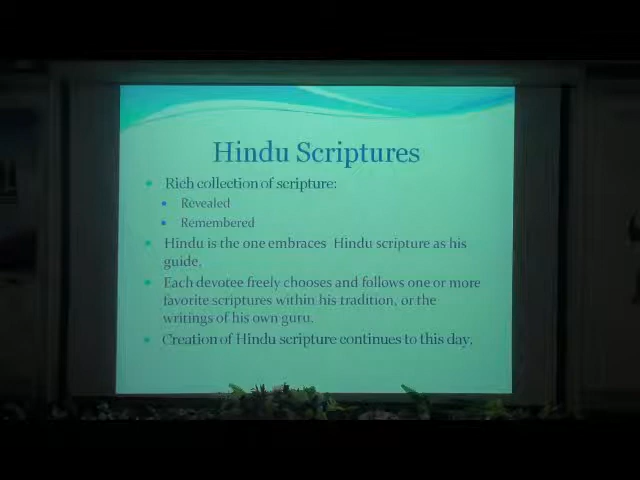 Hindu Scriptures
Rich collection of scripture:
Revealed
Remembered
Hindu is the one embraces Hindu scripture as his
guide.
Each devotee freely chooses and follows one or more
favorite scriptures within his tradition, or the
writings of his own guru.
Creation of Hindu scripture continues to this day.